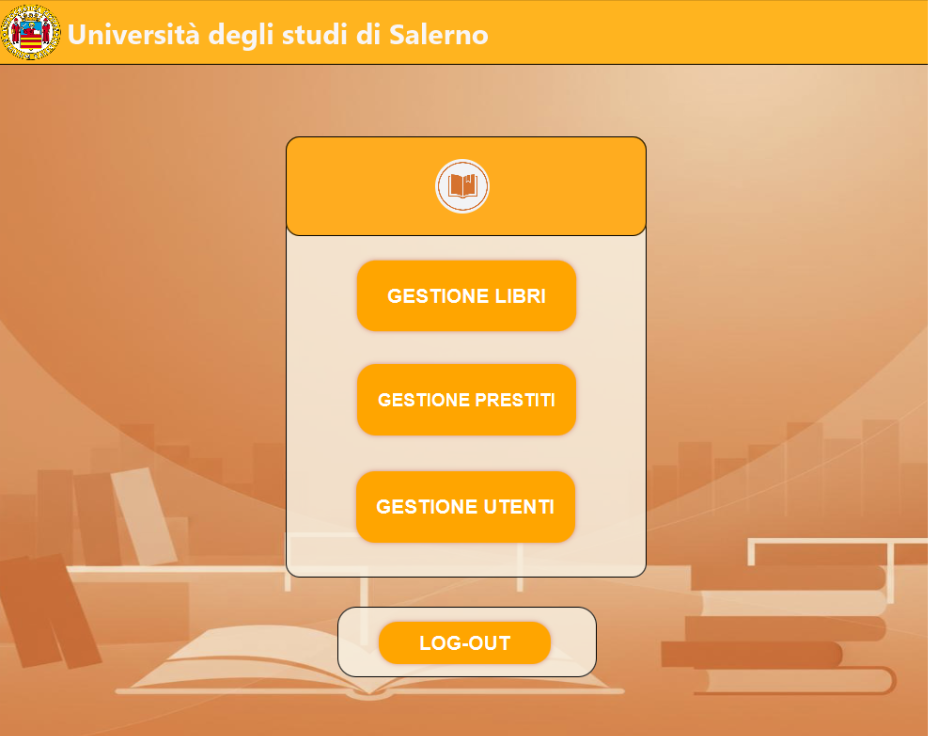 Università degli studi di Salerno
GESTIONE LIBRI
GESTIONE PRESTITI
GESTIONE UTENTI
LOG-OUT